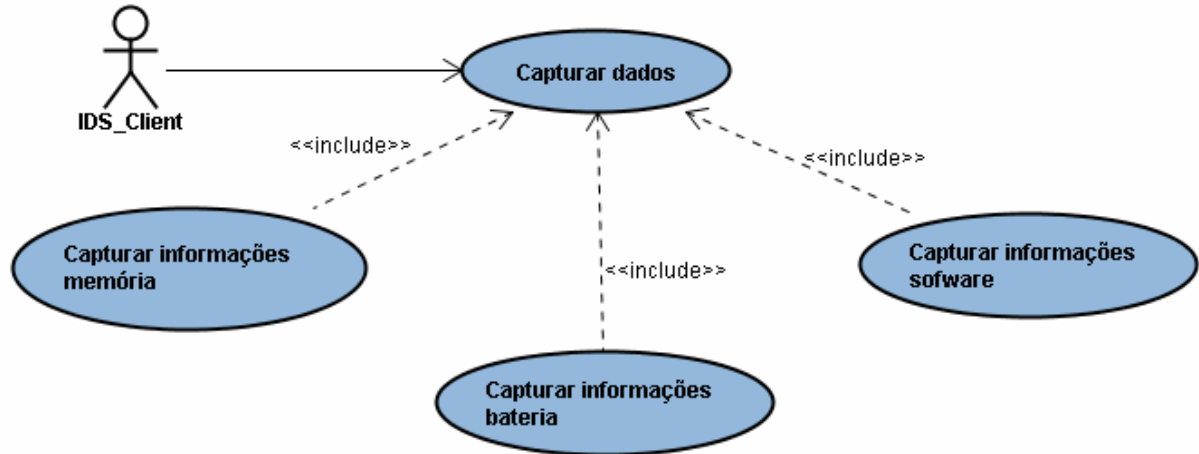 Capturar dados
IDS_Client
<<include>>
<<include>>
Capturar informações
memória
Capturar informações
sofware
<<include>>
Capturar informações
bateria